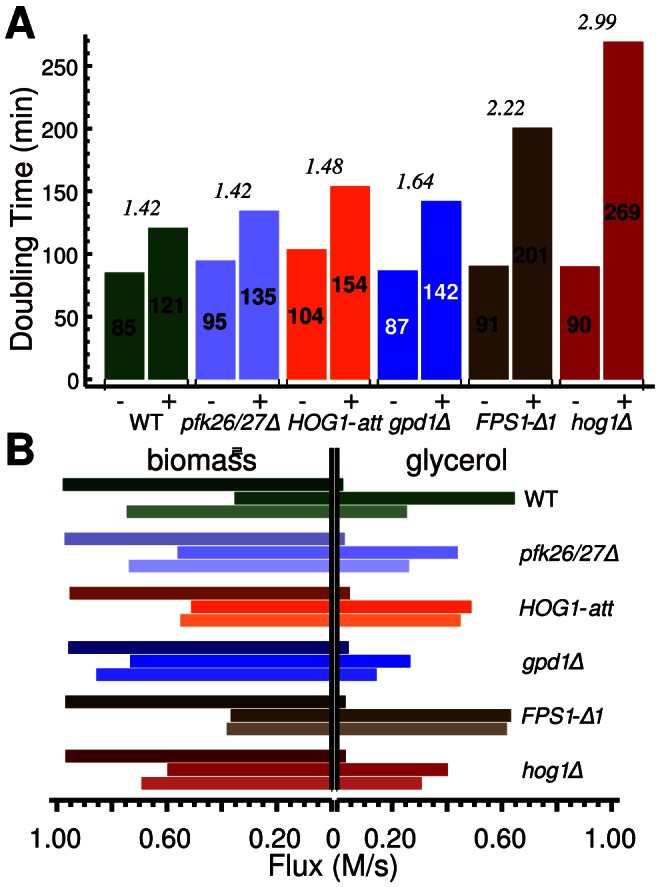 A
Doubling Time (min)
250
200
150
100
50
0
1.42
1.42
1.48
1.64
2.22
2.99
85 121 95 135 104 154 87 142 91 201 90 269
- + - + - + - + - + - +
WT pfk26/27Δ HOG1-att gpd1Δ FPS1-Δ1 hog1Δ
B
biomass glycerol
WT
pfk26/27Δ
HOG1-att
gpd1Δ
FPS1-Δ1
hog1Δ
1.00 0.60 0.20 0 0.20 0.60 1.00
Flux (M/s)